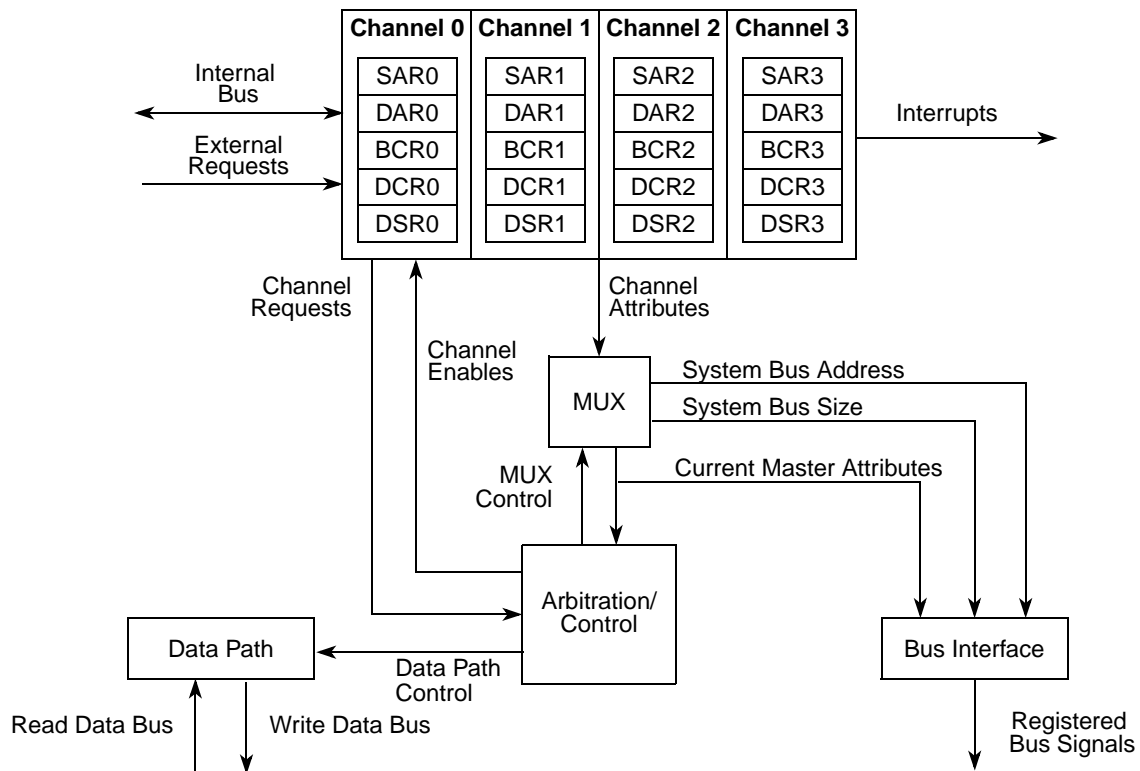 Channel 0
Channel 1
Channel 2
Channel 3
SAR0
SAR1
SAR2
SAR3
DAR0
DAR1
DAR2
DAR3
BCR0
BCR1
BCR2
BCR3
DCR0
DCR1
DCR2
DCR3
DSR0
DSR1
DSR2
DSR3
Internal
Bus
External
Requests
Interrupts
Channel
Requests
Channel
Enables
Channel
Attributes
MUX
System Bus Address
System Bus Size
Current Master Attributes
MUX
Control
Arbitration/
Control
Data Path
Data Path
Control
Bus Interface
Read Data Bus
Write Data Bus
Registered
Bus Signals